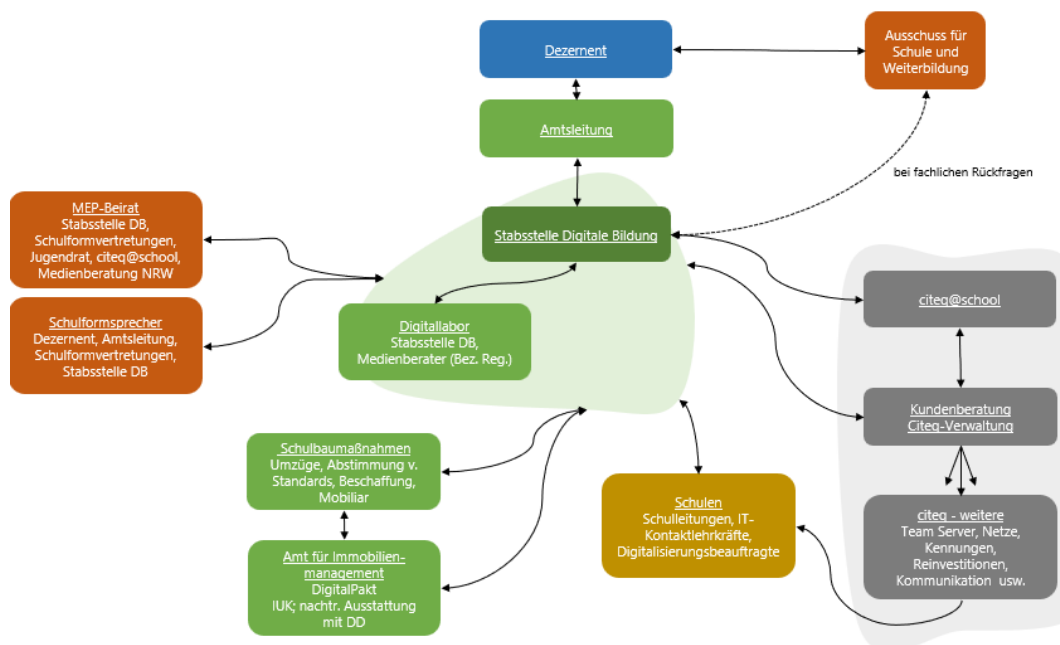 Dezernent
Ausschuss für
Schule und
Weiterbildung
Amtsleitung
bei fachlichen Rückfragen
MEP-Beirat
Stabsstelle DB,
Schulformvertretungen,
Jugendrat, citeq@school,
Medienberatung NRW
Stabsstelle Digitale Bildung
citeq@school
Schulformsprecher
Dezernent, Amtsleitung,
Schulformvertretungen,
Stabsstelle DB
Digitallabor
Stabsstelle DB,
Medienberater (Bez. Reg.)
Kundenberatung
Citeq-Verwaltung
Schulbaumaßnahmen
Umzüge, Abstimmung v.
Standards, Beschaffung,
Mobiliar
Schulen
Schulleitungen, IT-
Kontaktlehrkräfte,
Digitalisierungsbeauftragte
citeq - weitere
Team Server, Netze,
Kennungen,
Reinvestitionen,
Kommunikation usw.
Amt für Immobilien-
management
DigitalPakt
IUK; nachtr. Ausstattung
mit DD